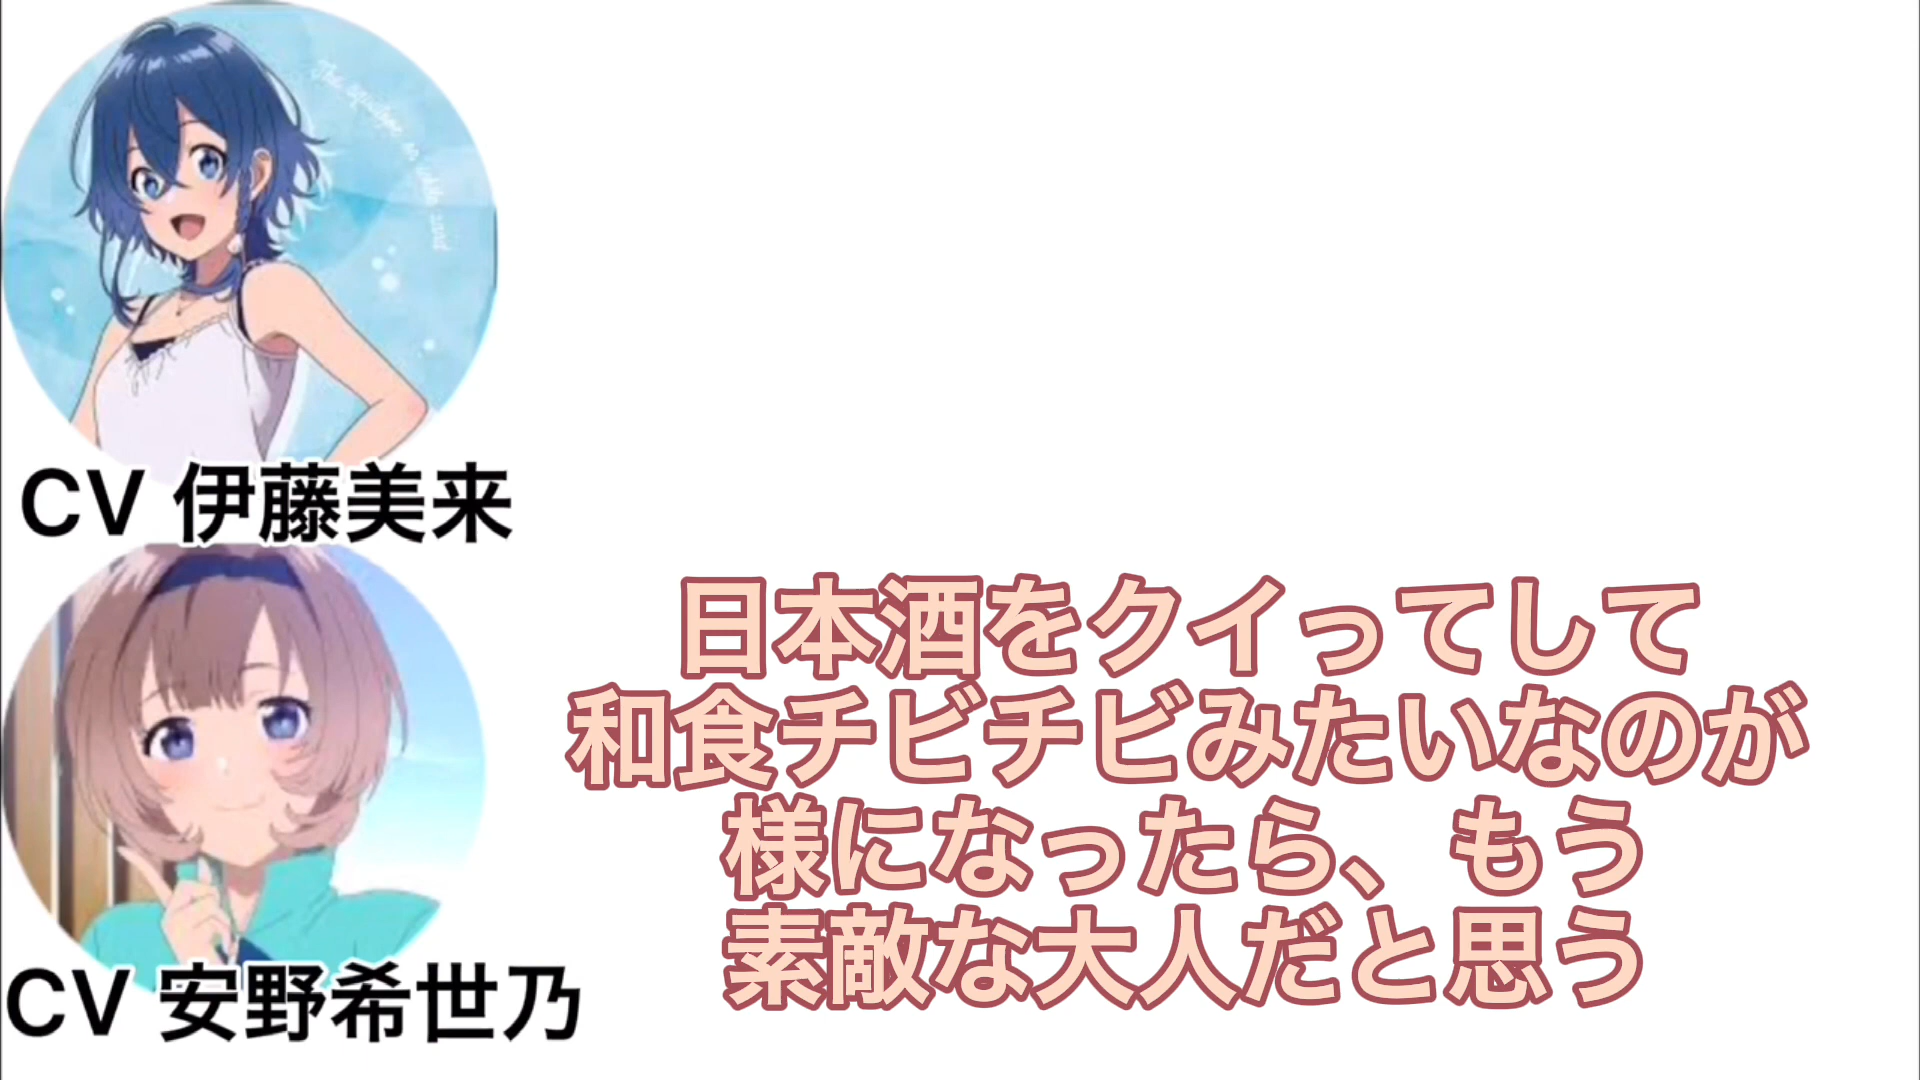 CV 伊藤美来
CV 安野希世乃
日本酒をクイってして
和食チビチビみたいなのが
様になったら、もう
素敵な大人だと思う